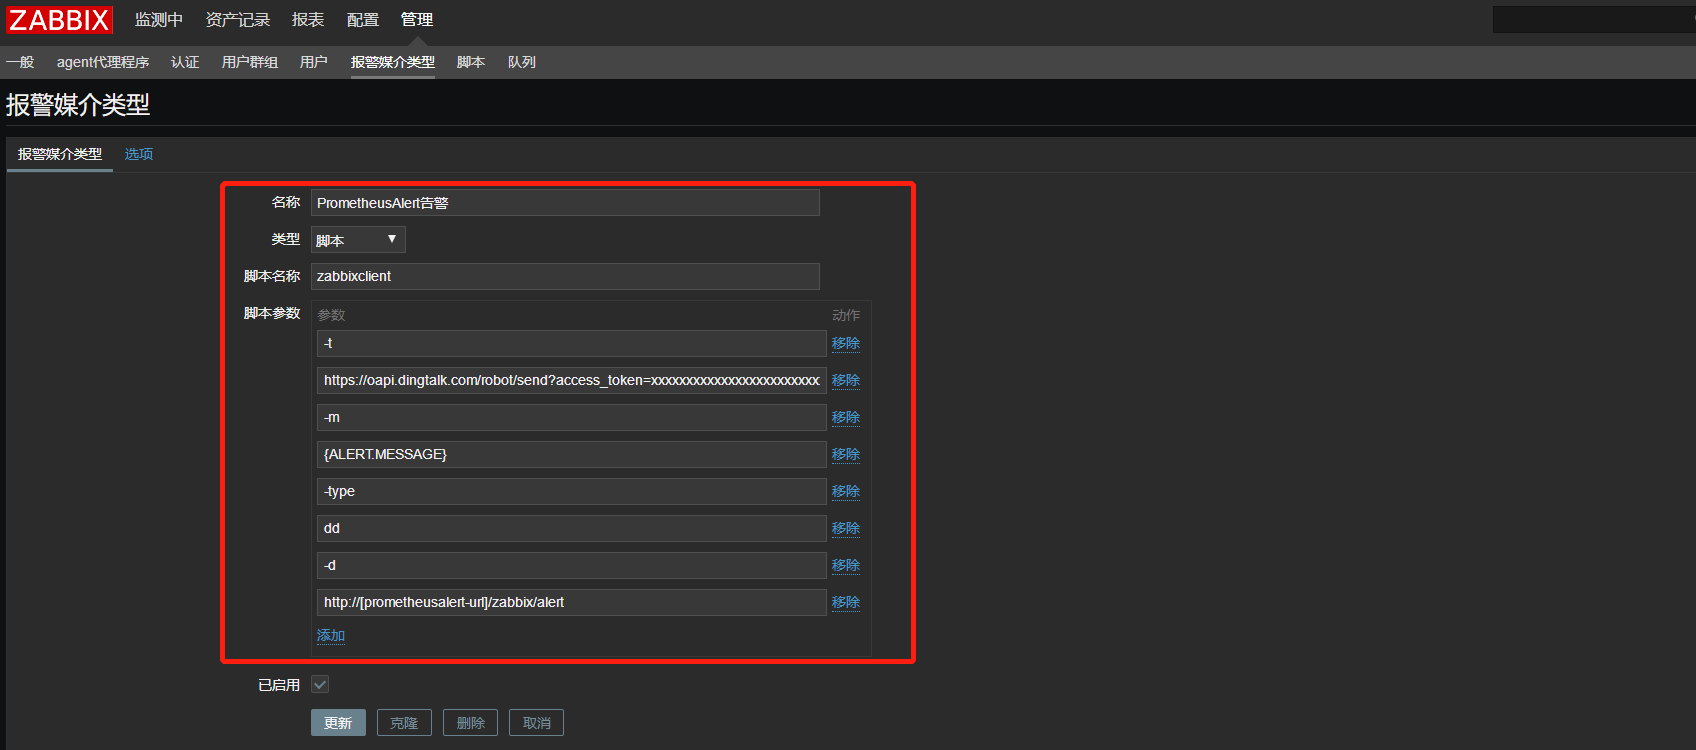 ZABBIX 监测中 资产记录 报表 配置 管理
一般 agent代理程序 认证 用户群组 用户 报警媒介类型 脚本 队列
报警媒介类型
报警媒介类型 选项
名称 PrometheusAlert告警
类型 脚本 ▼
脚本名称 zabbixclient
脚本参数 参数 动作
-t 移除
https://oapi.dingtalk.com/robot/send?access_token=xxxxxxxxxxxxxxxxxxxxxxxx 移除
-m 移除
{ALERT.MESSAGE} 移除
-type 移除
dd 移除
-d 移除
http://[prometheusalert-url]/zabbix/alert 移除
添加
已启用
更新 克隆 删除 取消